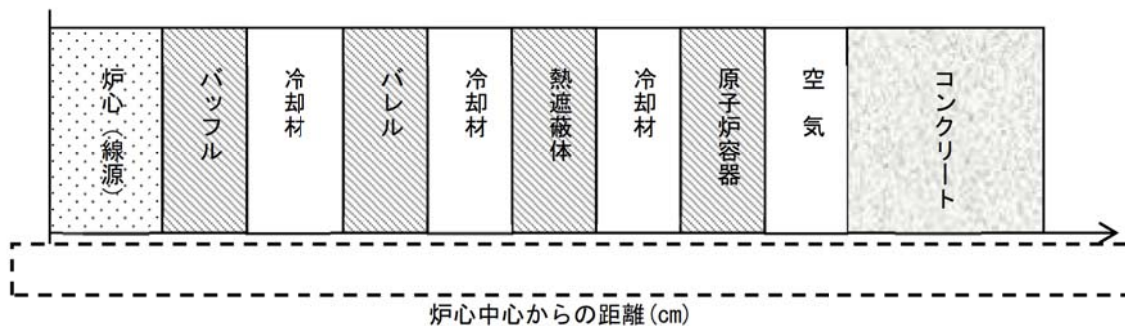 炉心（線源）
バッフル
冷却材
バレル
冷却材
熱遮蔽体
冷却材
原子炉容器
空気
コンクリート
炉心中心からの距離(cm)